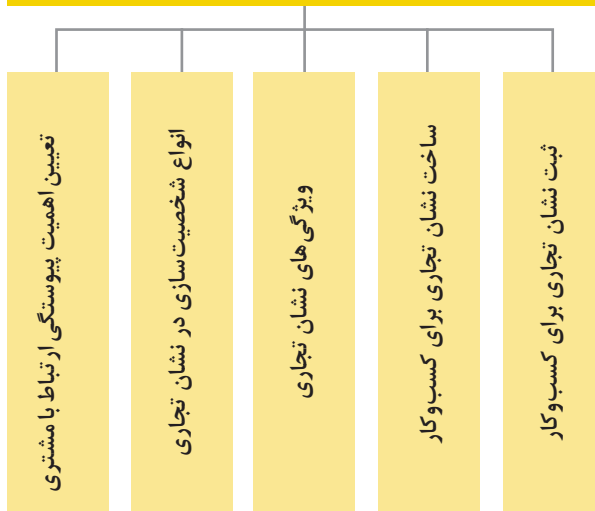 ثبت نشان تجاری برای کسب‌وکار
ساخت نشان تجاری برای کسب‌وکار
ویژگی‌های نشان تجاری
انواع شخصیت‌سازی در نشان تجاری
تعیین اهمیت پیوستگی ارتباط با مشتری